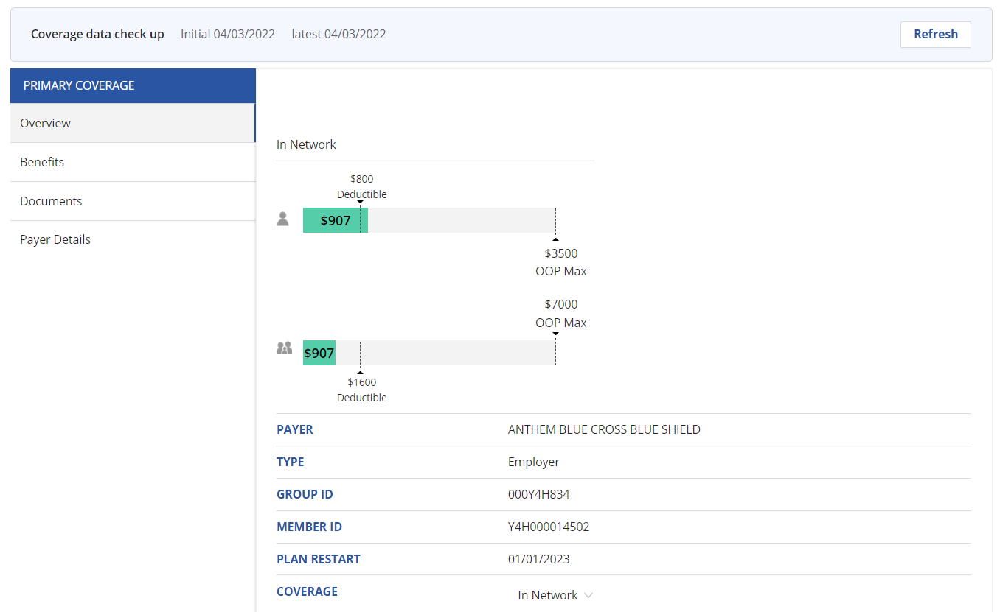 Coverage data check up Initial 04/03/2022 latest 04/03/2022 Refresh
PRIMARY COVERAGE
Overview
Benefits
Documents
Payer Details
In Network
$800
Deductible
$907
$3500
OOP Max
$7000
OOP Max
$907
$1600
Deductible
PAYER ANTHEM BLUE CROSS BLUE SHIELD
TYPE Employer
GROUP ID 000Y4H834
MEMBER ID Y4H000014502
PLAN RESTART 01/01/2023
COVERAGE In Network